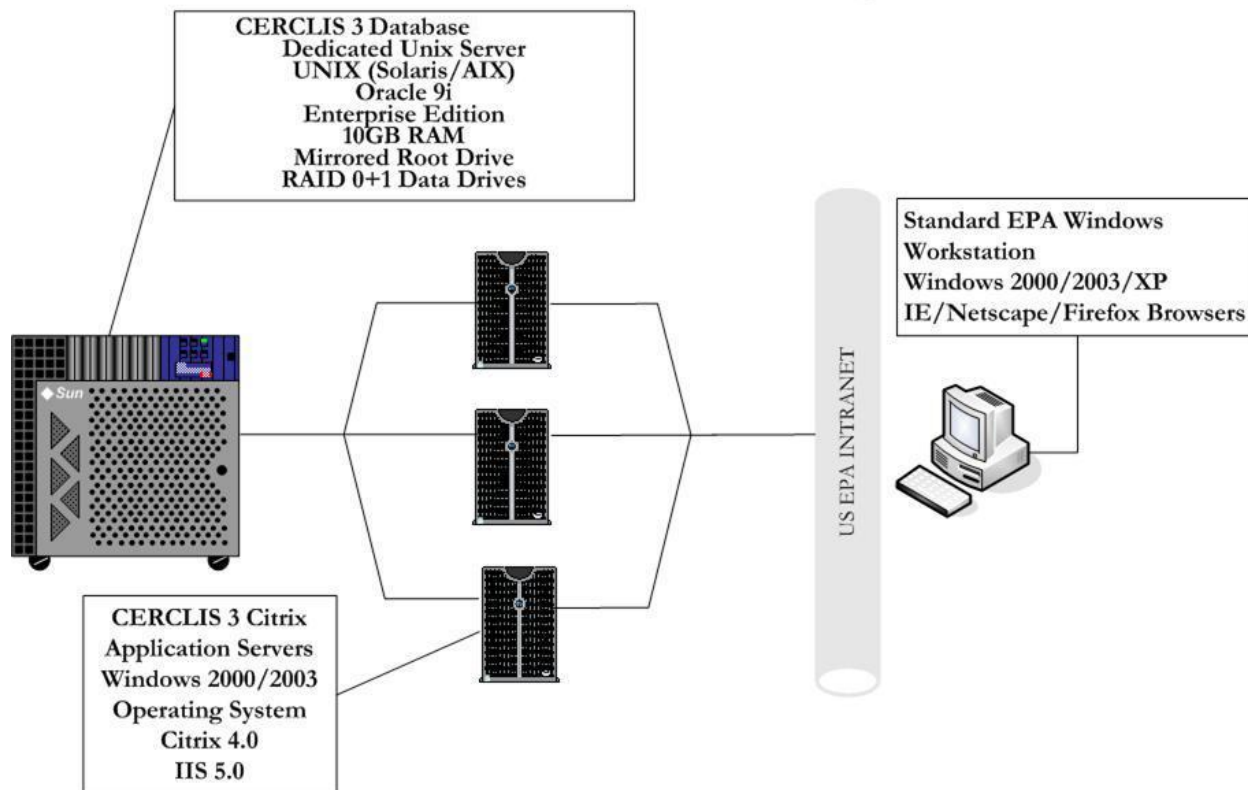 CERCLIS 3 Database
Dedicated Unix Server
UNIX (Solaris/AIX)
Oracle 9i
Enterprise Edition
10GB RAM
Mirrored Root Drive
RAID 0+1 Data Drives
Standard EPA Windows
Workstation
Windows 2000/2003/XP
IE/Netscape/Firefox Browsers
Sun
US EPA INTRANET
CERCLIS 3 Citrix
Application Servers
Windows 2000/2003
Operating System
Citrix 4.0
IIS 5.0